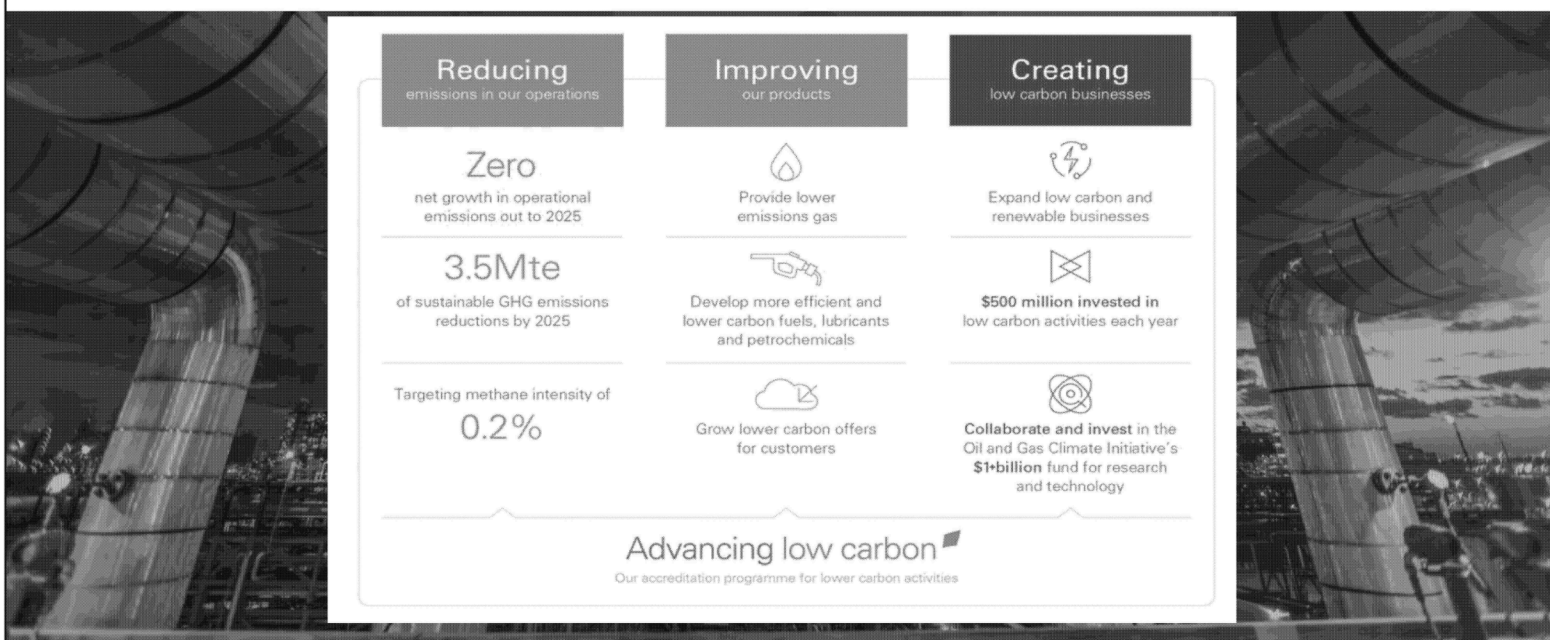 Reducing
emissions in our operations
Zero
net growth in operational
emissions out to 2025
3.5Mte
of sustainable GHG emissions
reductions by 2025
Targeting methane intensity of
0.2%
Improving
our products
Provide lower
emissions gas
Develop more efficient and
lower carbon fuels, lubricants
and petrochemicals
Grow lower carbon offers
for customers
Creating
low carbon businesses
Expand low carbon and
renewable businesses
$500 million invested in
low carbon activities each year
Collaborate and invest in the
Oil and Gas Climate Initiative's
$1+billion fund for research
and technology
Advancing low carbon
Our accreditation programme for lower carbon activities